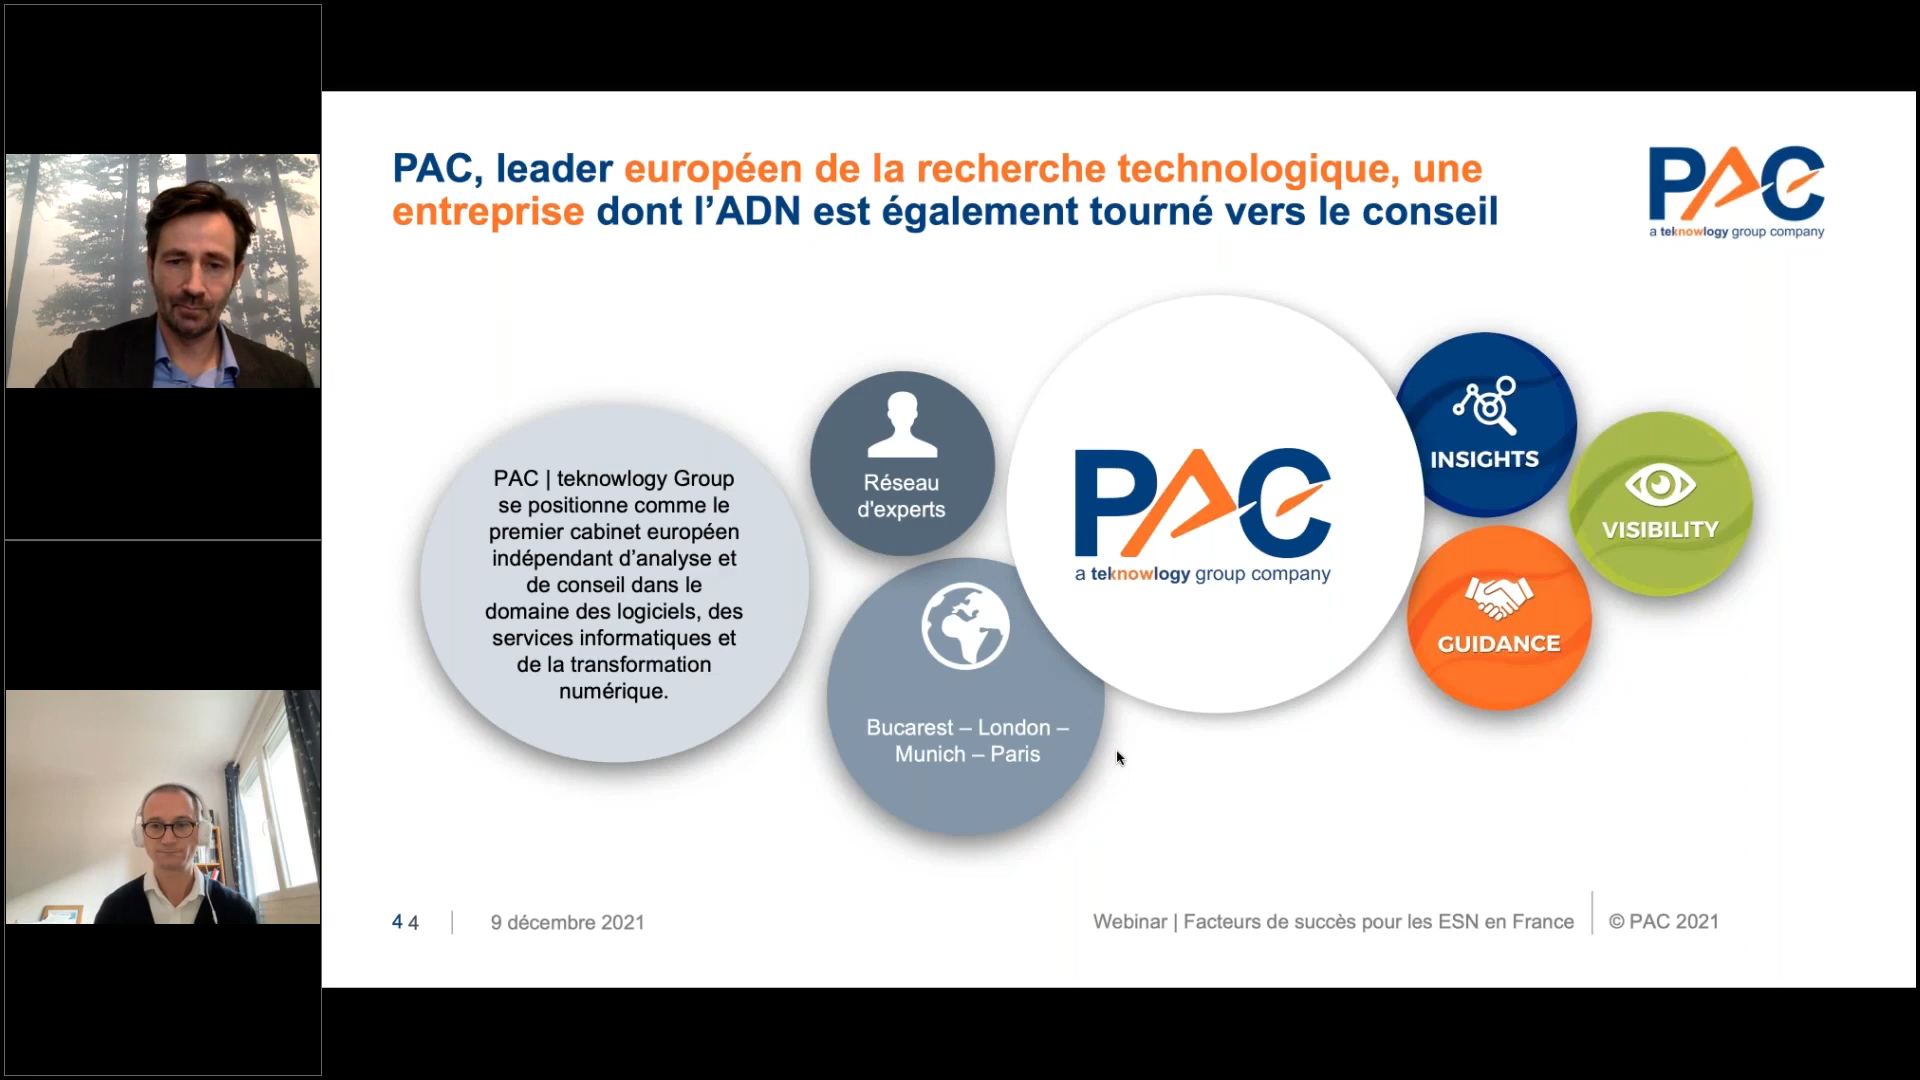 PAC, leader européen de la recherche technologique, une
entreprise dont l’ADN est également tourné vers le conseil
PAC
a teknowlogy group company
PAC | teknowlogy Group
se positionne comme le
premier cabinet européen
indépendant d’analyse et
de conseil dans le
domaine des logiciels, des
services informatiques et
de la transformation
numérique.
Réseau
d'experts
Bucarest – London –
Munich – Paris
PAC
a teknowlogy group company
INSIGHTS
VISIBILITY
GUIDANCE
4 4
9 décembre 2021
Webinar | Facteurs de succès pour les ESN en France
© PAC 2021